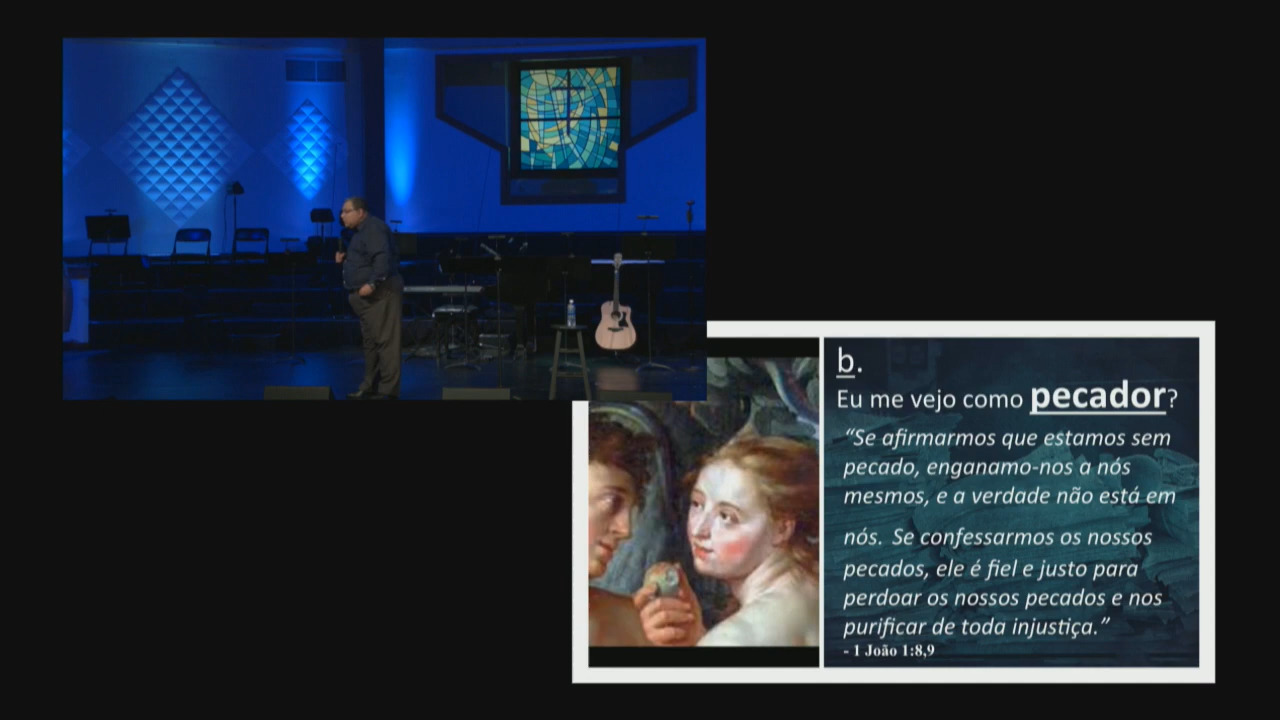 b.
Eu me vejo como pecador?
“Se afirmarmos que estamos sem
pecado, enganamo-nos a nós
mesmos, e a verdade não está em
nós. Se confessarmos os nossos
pecados, ele é fiel e justo para
perdoar os nossos pecados e nos
purificar de toda injustiça.”
- 1 João 1:8,9